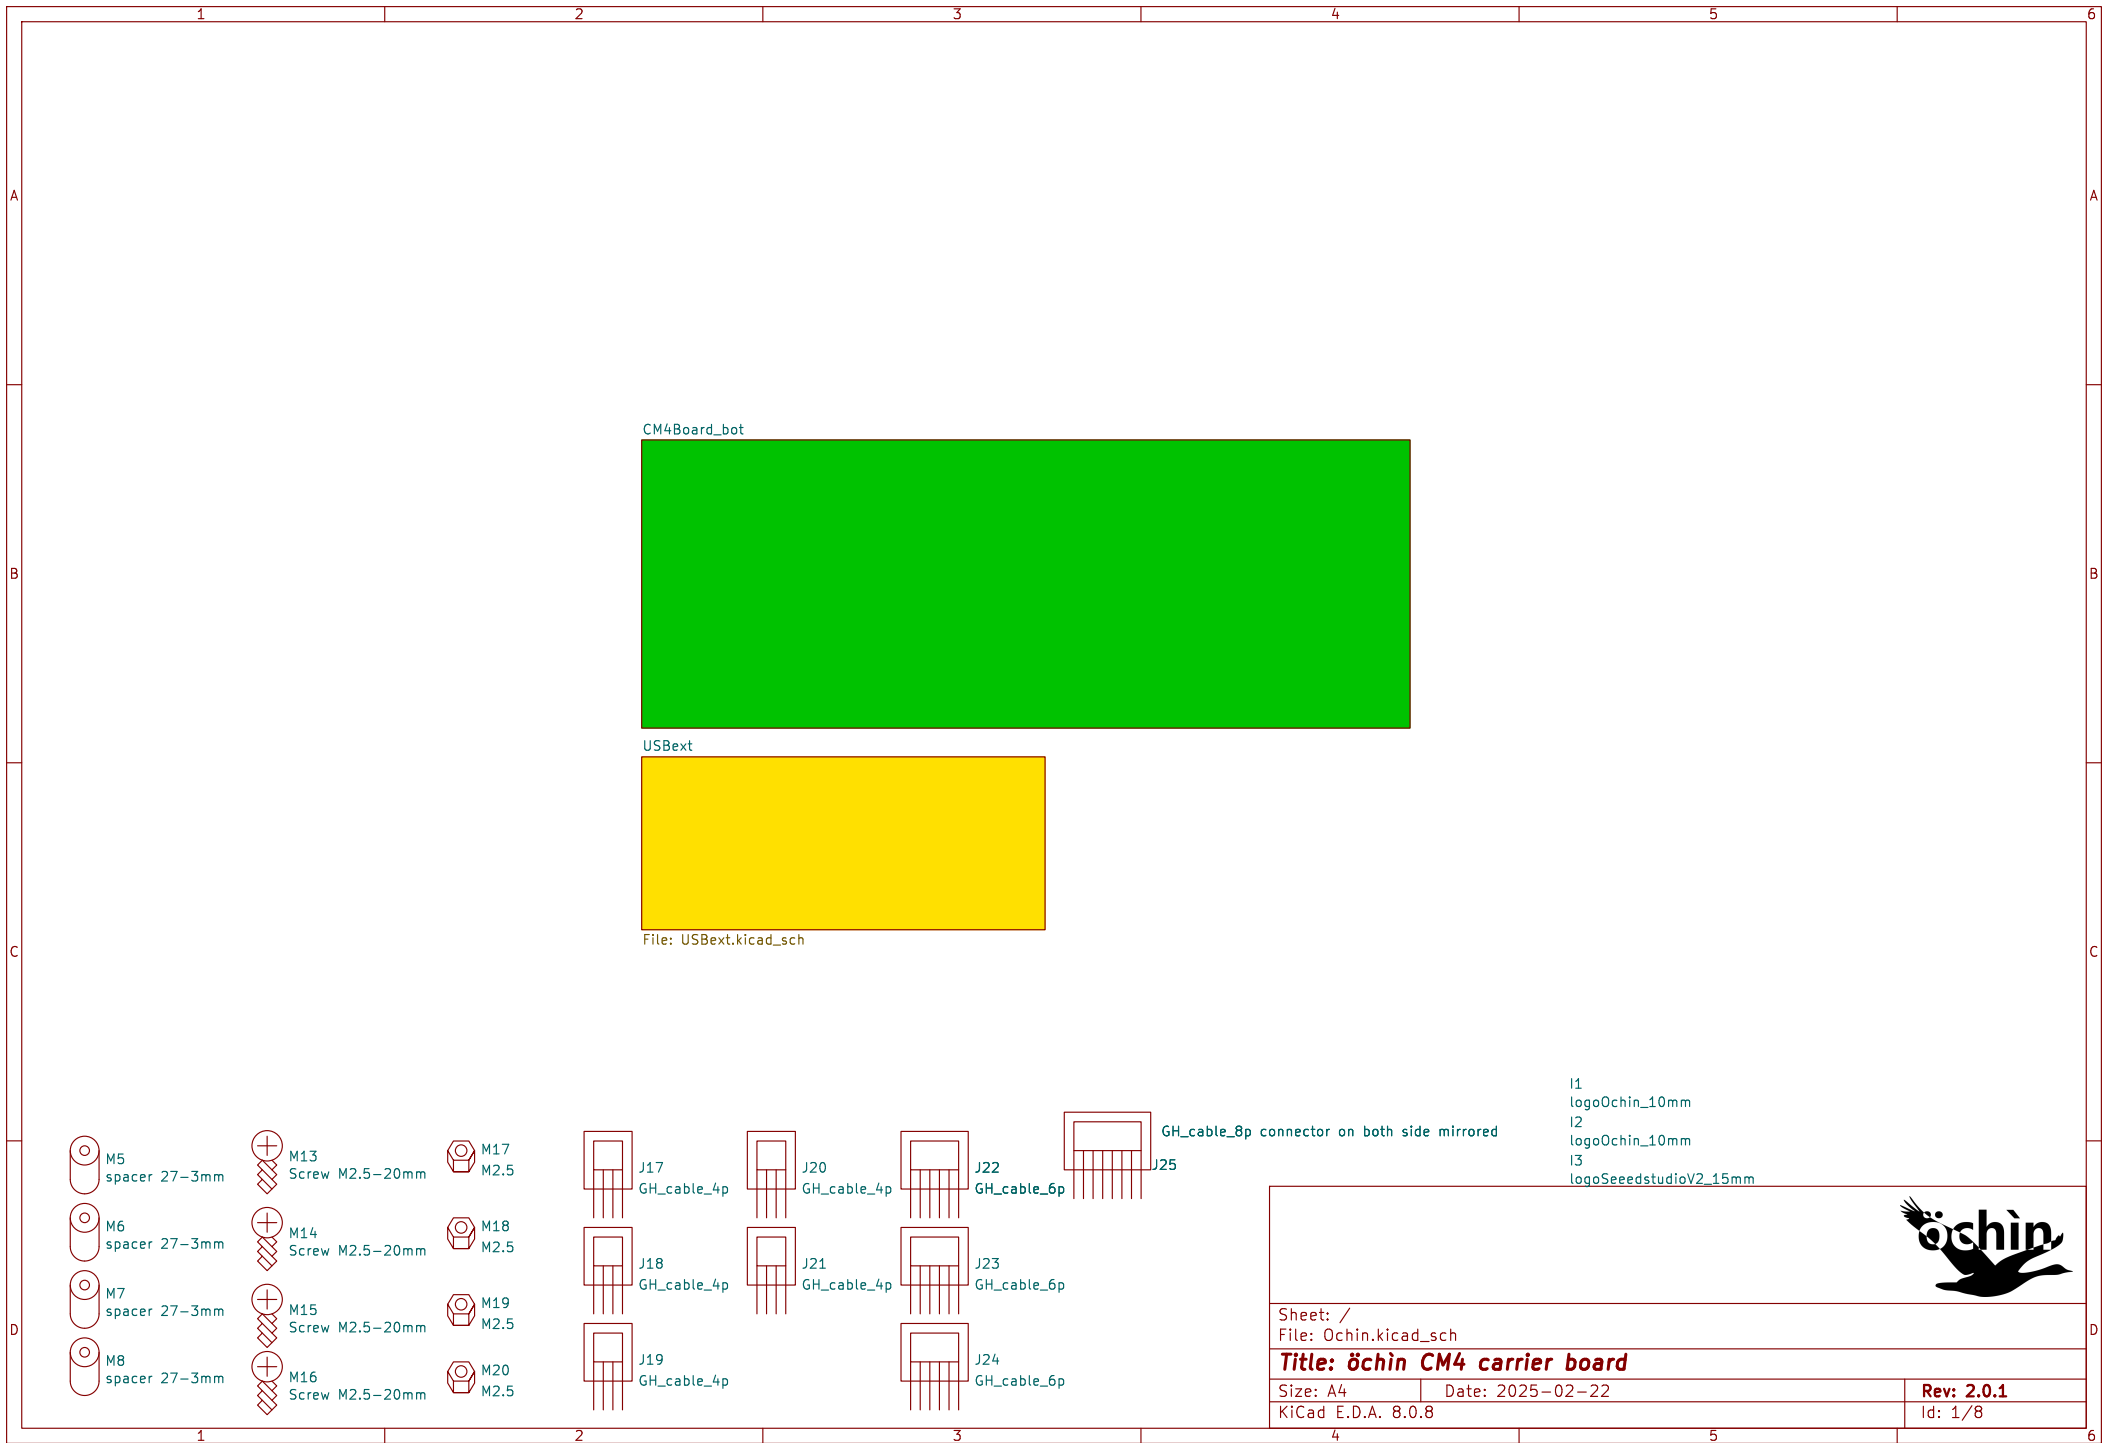 1 2 3 4 5 6
A A
B B
C C
D D
CM4Board_bot
USBext
File: USBext.kicad_sch
I1
logoOchin_10mm
I2
logoOchin_10mm
I3
logoSeeedstudioV2_15mm
GH_cable_8p connector on both side mirrored
J25
M5
spacer 27-3mm
M6
spacer 27-3mm
M7
spacer 27-3mm
M8
spacer 27-3mm
M13
Screw M2.5-20mm
M14
Screw M2.5-20mm
M15
Screw M2.5-20mm
M16
Screw M2.5-20mm
M17
M2.5
M18
M2.5
M19
M2.5
M20
M2.5
J17
GH_cable_4p
J18
GH_cable_4p
J19
GH_cable_4p
J20
GH_cable_4p
J21
GH_cable_4p
J22
GH_cable_6p
J23
GH_cable_6p
J24
GH_cable_6p
öchìn
Sheet: /
File: Ochin.kicad_sch
Title: öchìn CM4 carrier board
Size: A4 Date: 2025-02-22 Rev: 2.0.1
KiCad E.D.A. 8.0.8 Id: 1/8
1 2 3 4 5 6